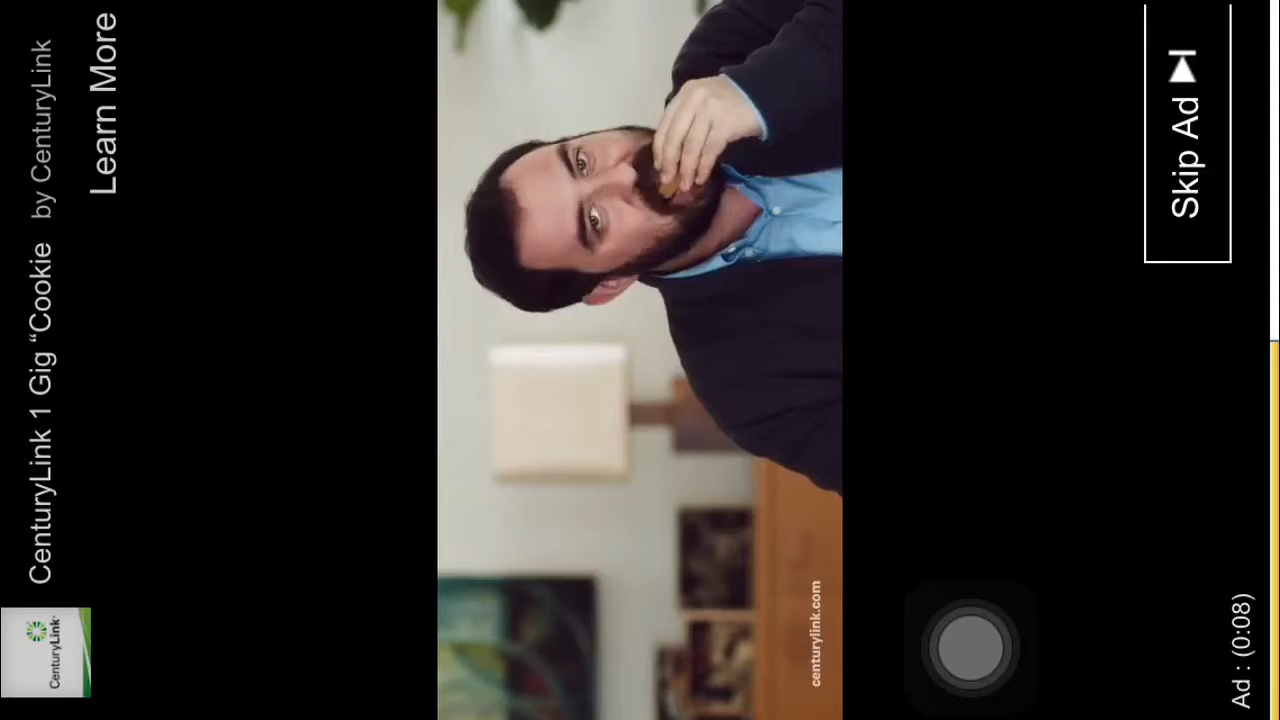 CenturyLink 1 Gig “Cookie by CenturyLink
Learn More
CenturyLink
centurylink.com
Skip Ad
Ad : (0:08)